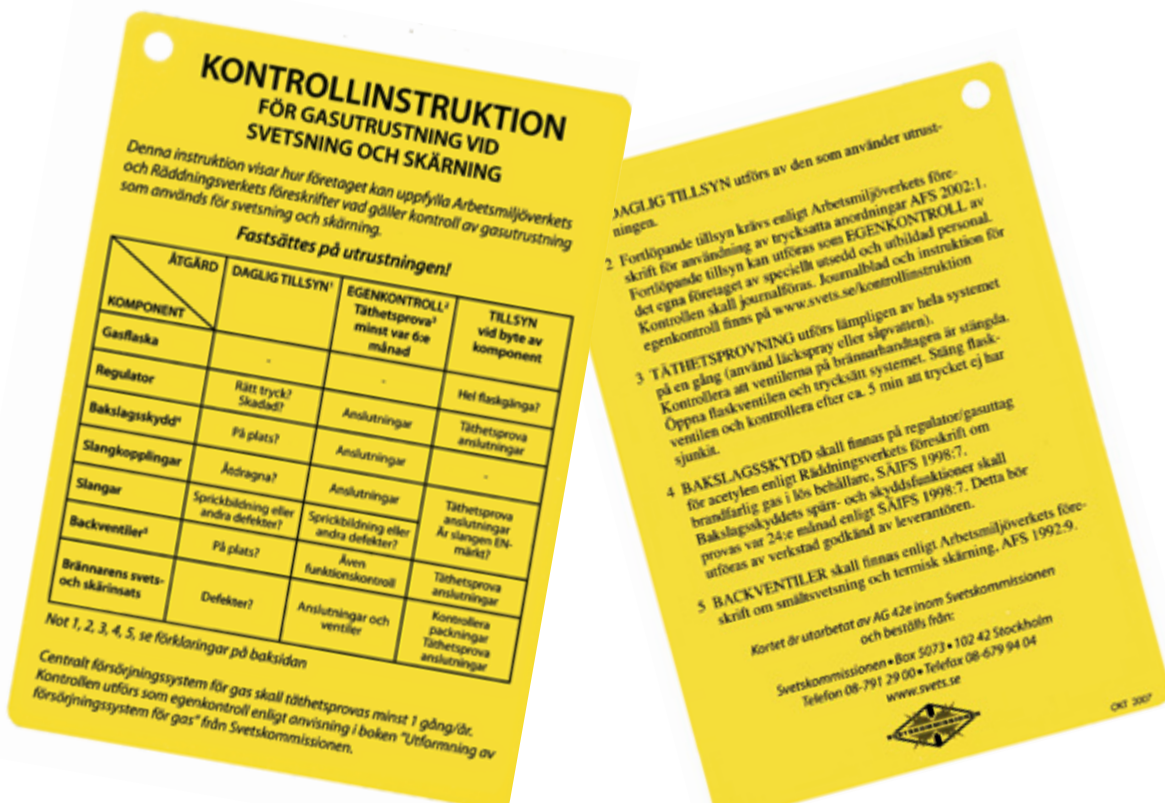 KONTROLLINSTRUKTION
FÖR GASUTRUSTNING VID
SVETSNING OCH SKÄRNING
Denna instruktion visar hur företaget kan uppfylla Arbetsmiljöverkets
och Räddningsverkets föreskrifter vad gäller kontroll av gasutrustning
som används för svetsning och skärning.
Fastsättes på utrustningen!
ÅTGÄRD
KOMPONENT
DAGLIG TILLSYN¹
EGENKONTROLL²
Täthetsprova³
minst var 6:e
månad
TILLSYN
vid byte av
komponent
Gasflaska
-
-
Hel flaskgänga?
Regulator
Rätt tryck?
Skadad?
Anslutningar
Täthetsprova
anslutningar
Bakslagsskydd⁴
På plats?
Anslutningar
-
Slangkopplingar
Åtdragna?
Anslutningar
Täthetsprova
anslutningar
Är slangen EN-
märkt?
Slangar
Sprickbildning eller
andra defekter?
Sprickbildning eller
andra defekter?
Backventiler⁵
På plats?
Även
funktionskontroll
Täthetsprova
anslutningar
Brännarens svets-
och skärinsats
Defekter?
Anslutningar och
ventiler
Kontrollera
packningar
Täthetsprova
anslutningar
Not 1, 2, 3, 4, 5, se förklaringar på baksidan
Centralt försörjningssystem för gas skall täthetsprovas minst 1 gång/år.
Kontrollen utförs som egenkontroll enligt anvisning i boken "Utformning av
försörjningssystem för gas" från Svetskommissionen.
DAGLIG TILLSYN utförs av den som använder utrust-
ningen.
2 Fortlöpande tillsyn krävs enligt Arbetsmiljöverkets före-
skrift för användning av trycksatta anordningar AFS 2002:1.
Fortlöpande tillsyn kan utföras som EGENKONTROLL av
det egna företaget av speciellt utsedd och utbildad personal.
Kontrollen skall journalföras. Journalblad och instruktion för
egenkontroll finns på www.svets.se/kontrollinstruktion
3 TÄTHETSPROVNING utförs lämpligen av hela systemet
på en gång (använd läckspray eller såpvatten).
Kontrollera att ventilerna på brännarhandtagen är stängda.
Öppna flaskventilen och trycksätt systemet. Stäng flask-
ventilen och kontrollera efter ca. 5 min att trycket ej har
sjunkit.
4 BAKSLAGSSKYDD skall finnas på regulator/gasuttag
för acetylen enligt Räddningsverkets föreskrift om
brandfarlig gas i lös behållare, SÄIFS 1998:7.
Bakslagsskyddets spärr- och skyddsfunktioner skall
provas var 24:e månad enligt SÄIFS 1998:7. Detta bör
utföras av verkstad godkänd av leverantören.
5 BACKVENTILER skall finnas enligt Arbetsmiljöverkets före-
skrift om smältsvetsning och termisk skärning, AFS 1992:9.
Kortet är utarbetat av AG 42e inom Svetskommissionen
och beställs från:
Svetskommissionen • Box 5073 • 102 42 Stockholm
Telefon 08-791 29 00 • Telefax 08-679 94 04
www.svets.se
SVETSKOMMISSIONEN
OKT 2007